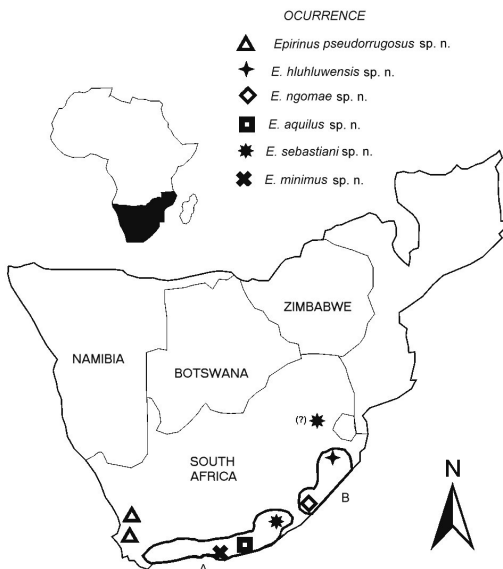 OCURRENCE
Epirinus pseudorrugosus sp. n.
E. hluhluwensis sp. n.
E. ngomae sp. n.
E. aquilus sp. n.
E. sebastiani sp. n.
E. minimus sp. n.
ZIMBABWE
NAMIBIA
BOTSWANA
(?)
SOUTH
AFRICA
N
B
A